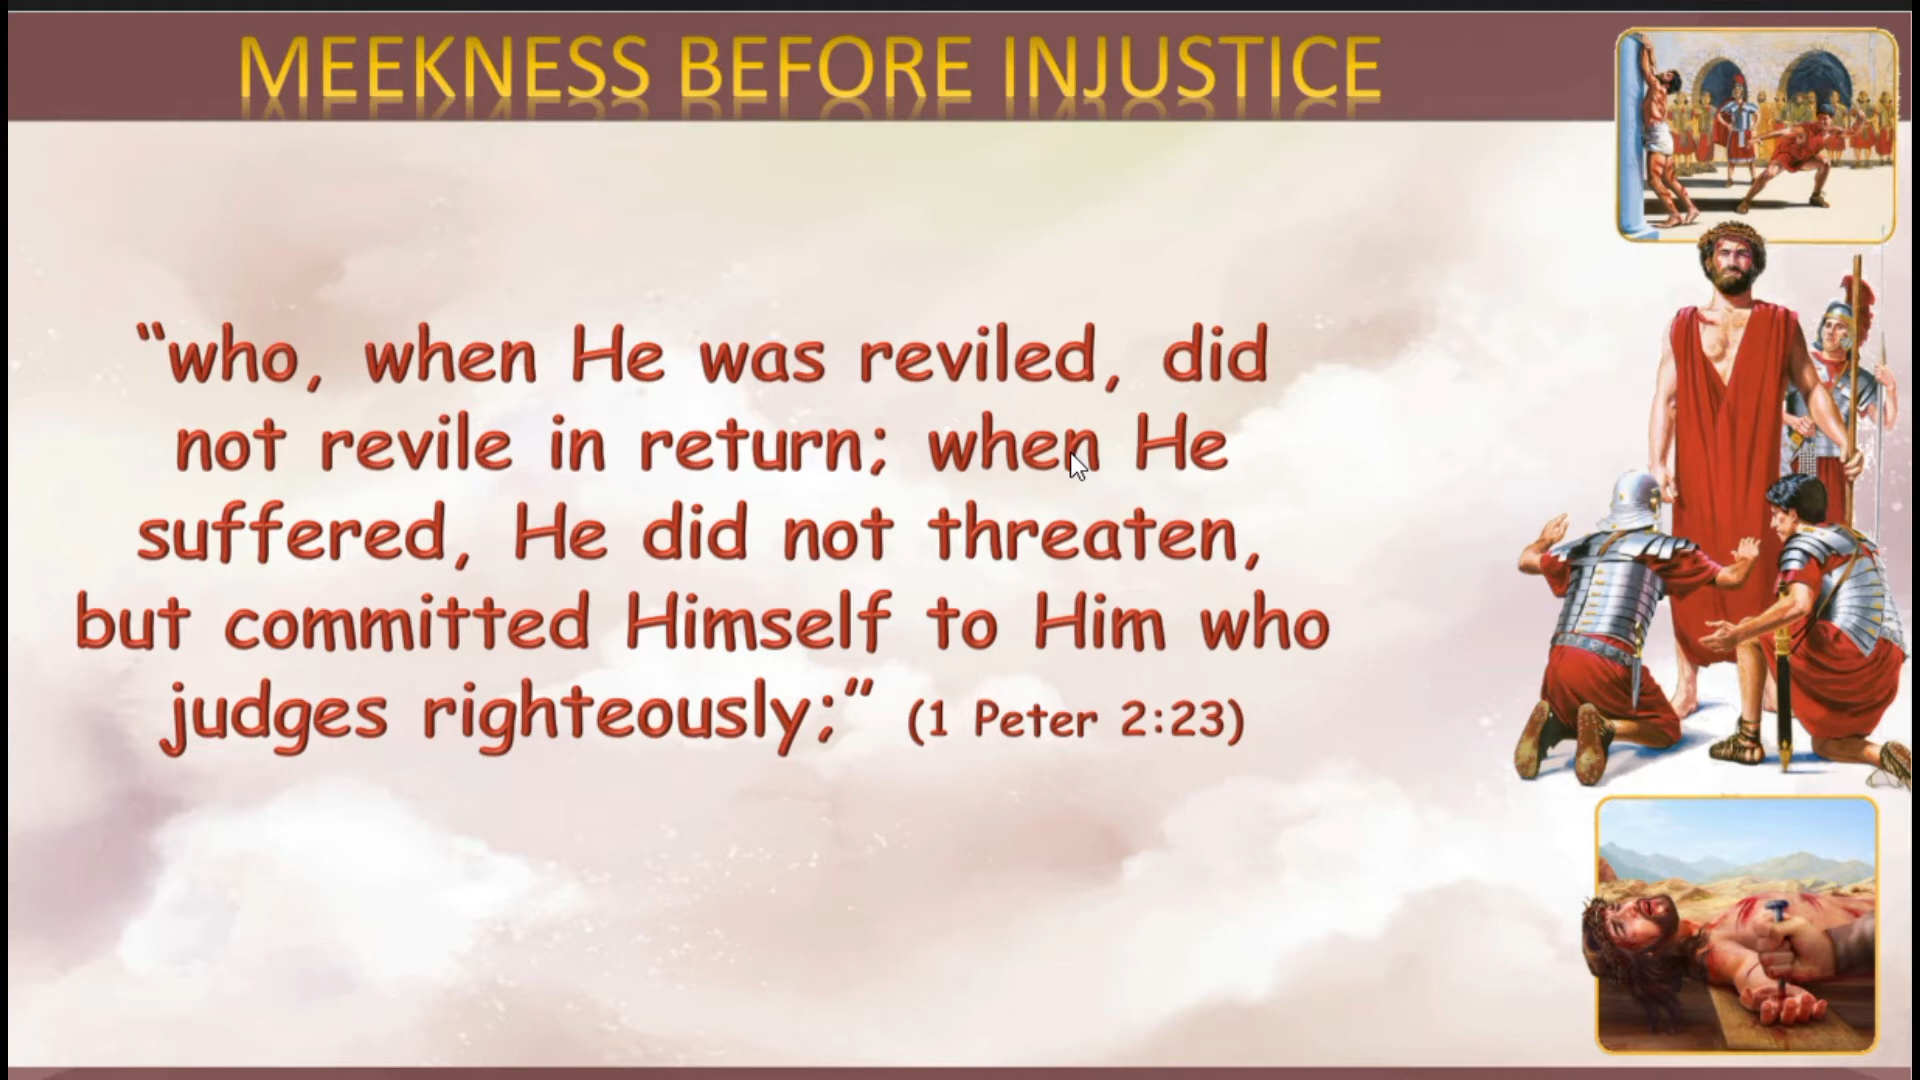 MEEKNESS BEFORE INJUSTICE
“who, when He was reviled, did
not revile in return; when He
suffered, He did not threaten,
but committed Himself to Him who
judges righteously;” (1 Peter 2:23)